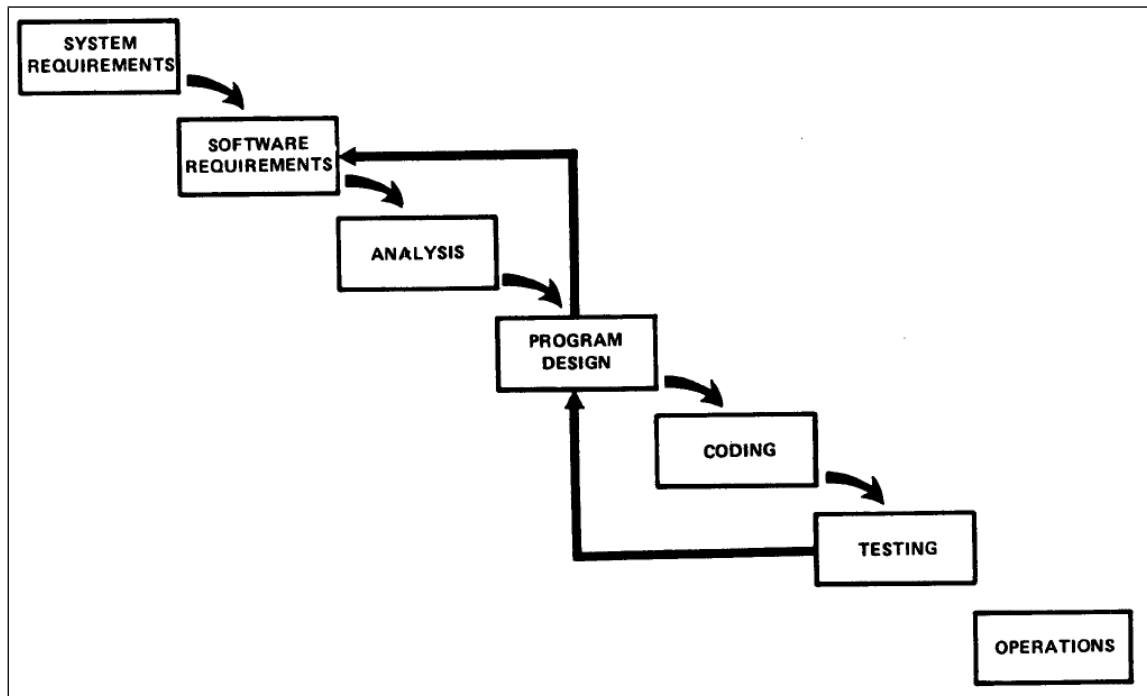 SYSTEM
REQUIREMENTS
SOFTWARE
REQUIREMENTS
ANALYSIS
PROGRAM
DESIGN
CODING
TESTING
OPERATIONS